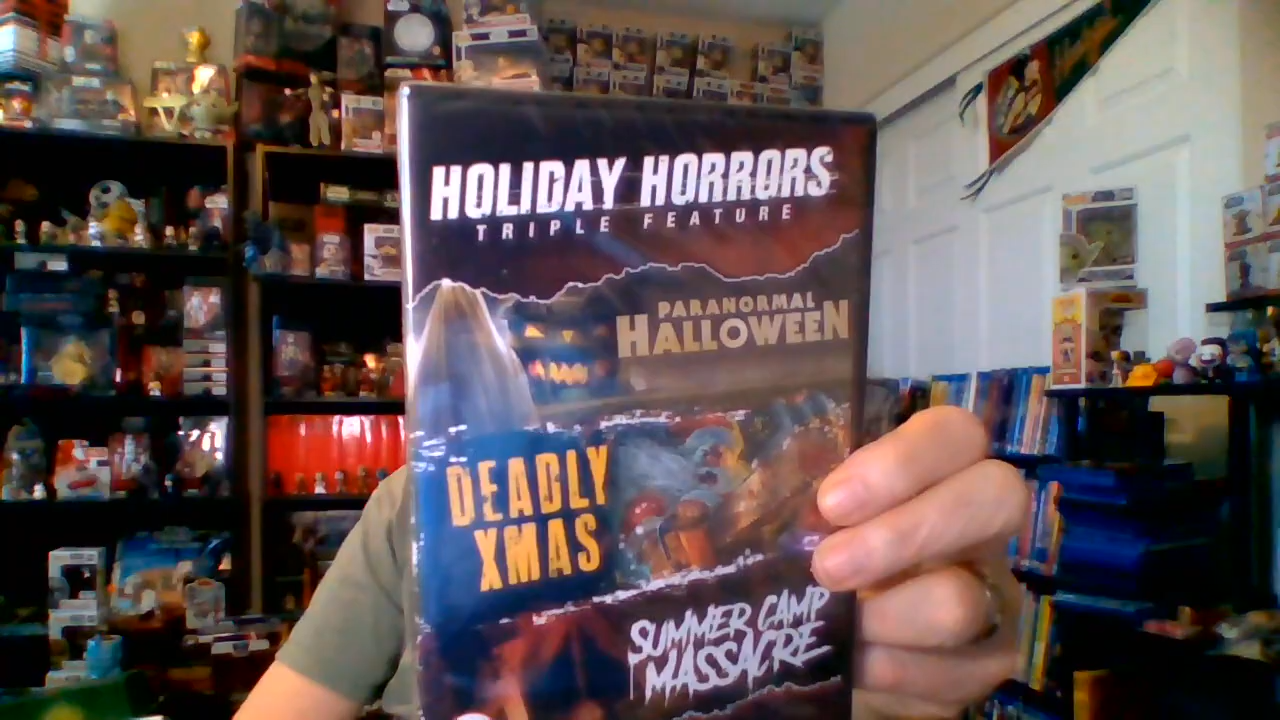 HOLIDAY HORRORS
TRIPLE FEATURE
PARANORMAL
HALLOWEEN
DEADLY
XMAS
SUMMER CAMP
MASSACRE